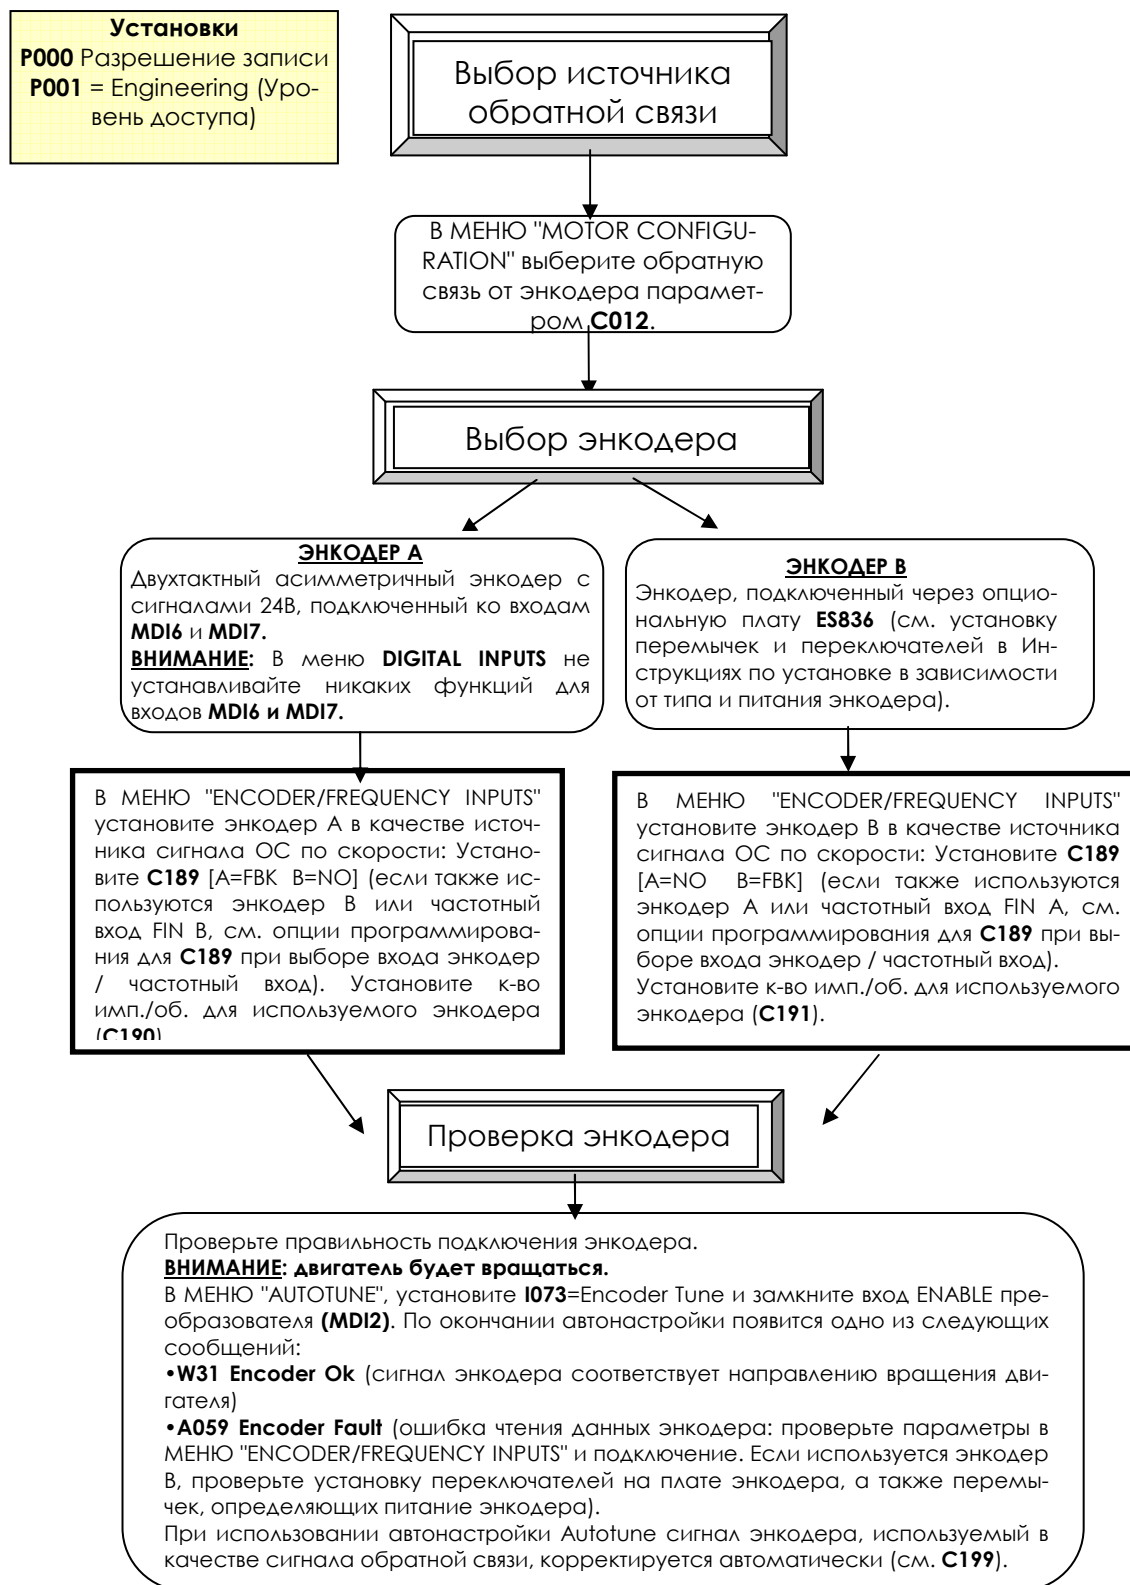 Установки
P000 Разрешение записи
P001 = Engineering (Уро-
вень доступа)
Выбор источника
обратной связи
В МЕНЮ "MOTOR CONFIGU-
RATION" выберите обратную
связь от энкодера парамет-
ром C012.
Выбор энкодера
ЭНКОДЕР А
Двухтактный асимметричный энкодер с
сигналами 24В, подключенный ко входам
MDI6 и MDI7.
ВНИМАНИЕ: В меню DIGITAL INPUTS не
устанавливайте никаких функций для
входов MDI6 и MDI7.
ЭНКОДЕР В
Энкодер, подключенный через опцио-
нальную плату ES836 (см. установку
перемычек и переключателей в Ин-
струкциях по установке в зависимости
от типа и питания энкодера).
В МЕНЮ "ENCODER/FREQUENCY INPUTS"
установите энкодер А в качестве источ-
ника сигнала ОС по скорости: Устано-
вите C189 [A=FBK B=NO] (если также ис-
пользуются энкодер В или частотный
вход FIN B, см. опции программирова-
ния для C189 при выборе входа энкодер
/ частотный вход). Установите к-во
имп./об. для используемого энкодера
(C190)
В МЕНЮ "ENCODER/FREQUENCY INPUTS"
установите энкодер В в качестве источника
сигнала ОС по скорости: Установите C189
[A=NO B=FBK] (если также используются
энкодер А или частотный вход FIN A, см.
опции программирования для C189 при вы-
боре входа энкодер / частотный вход).
Установите к-во имп./об. для используемого
энкодера (C191).
Проверка энкодера
Проверьте правильность подключения энкодера.
ВНИМАНИЕ: двигатель будет вращаться.
В МЕНЮ "AUTOTUNE", установите I073=Encoder Tune и замкните вход ENABLE пре-
образователя (MDI2). По окончании автонастройки появится одно из следующих
сообщений:
•W31 Encoder Ok (сигнал энкодера соответствует направлению вращения дви-
гателя)
•A059 Encoder Fault (ошибка чтения данных энкодера: проверьте параметры в
МЕНЮ "ENCODER/FREQUENCY INPUTS" и подключение. Если используется энкодер
В, проверьте установку переключателей на плате энкодера, а также перемы-
чек, определяющих питание энкодера).
При использовании автонастройки Autotune сигнал энкодера, используемый в
качестве сигнала обратной связи, корректируется автоматически (см. C199).